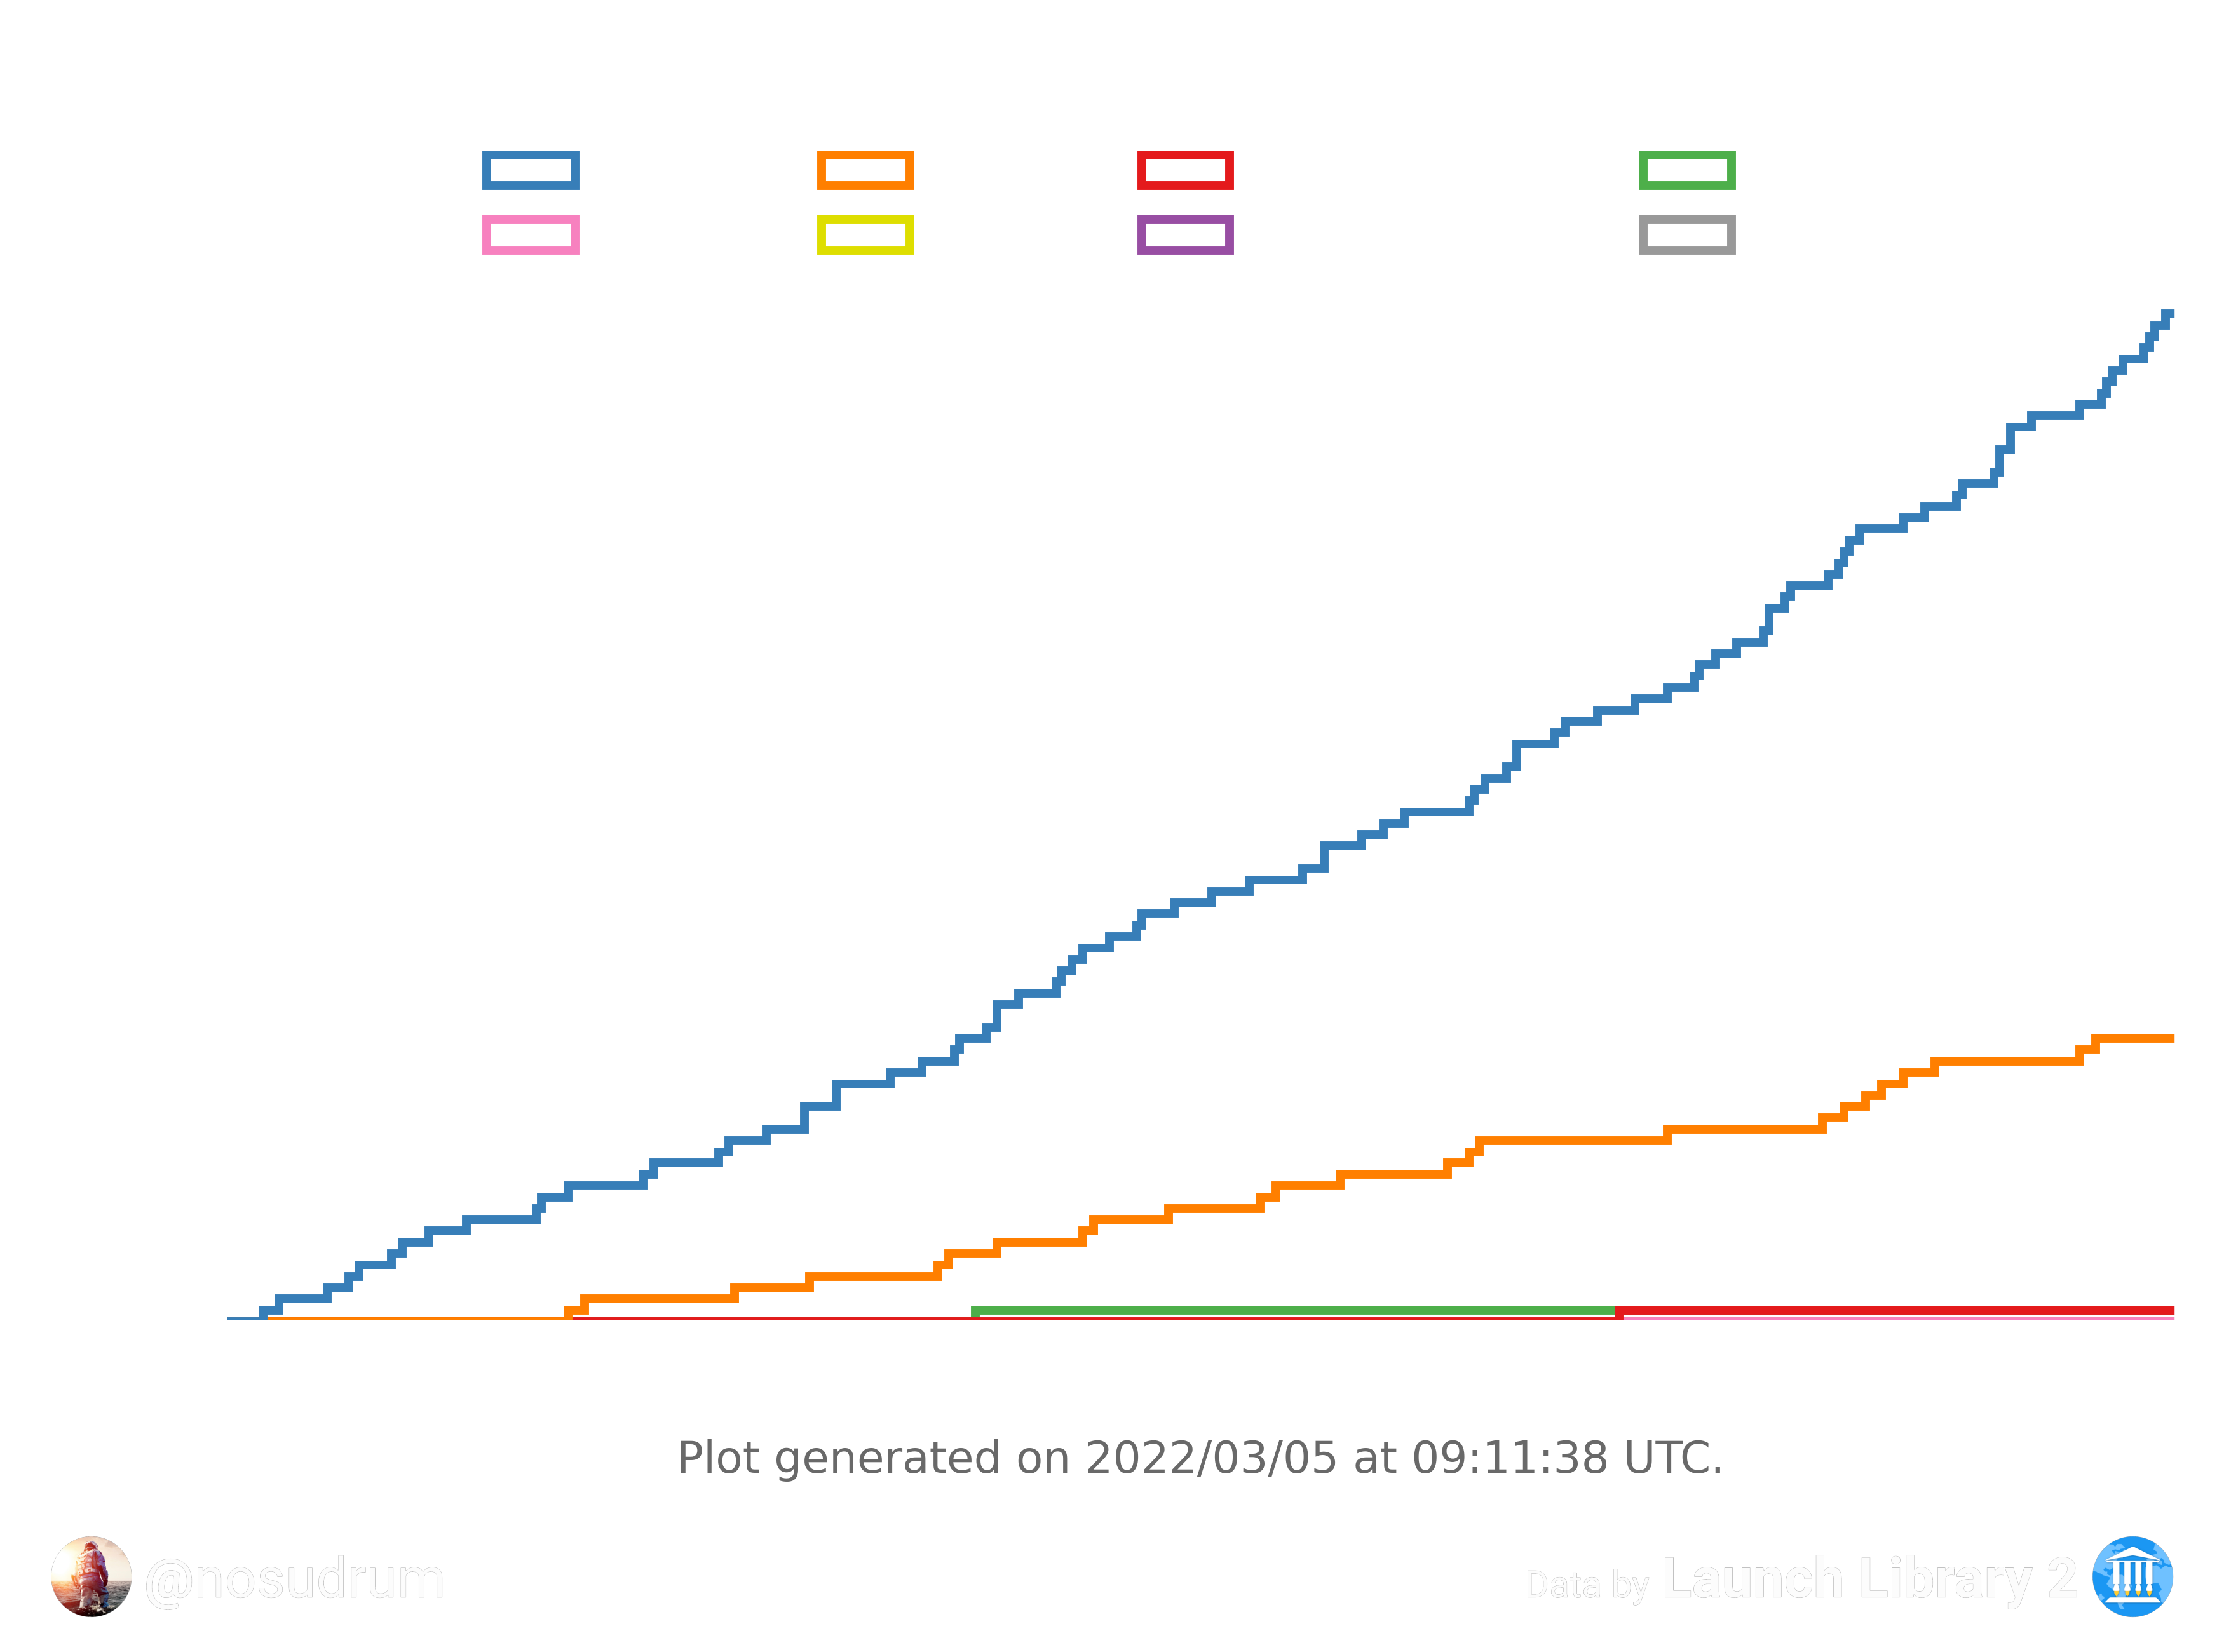 Plot generated on 2022/03/05 at 09:11:38 UTC.
@nosudrum
Data by Launch Library 2